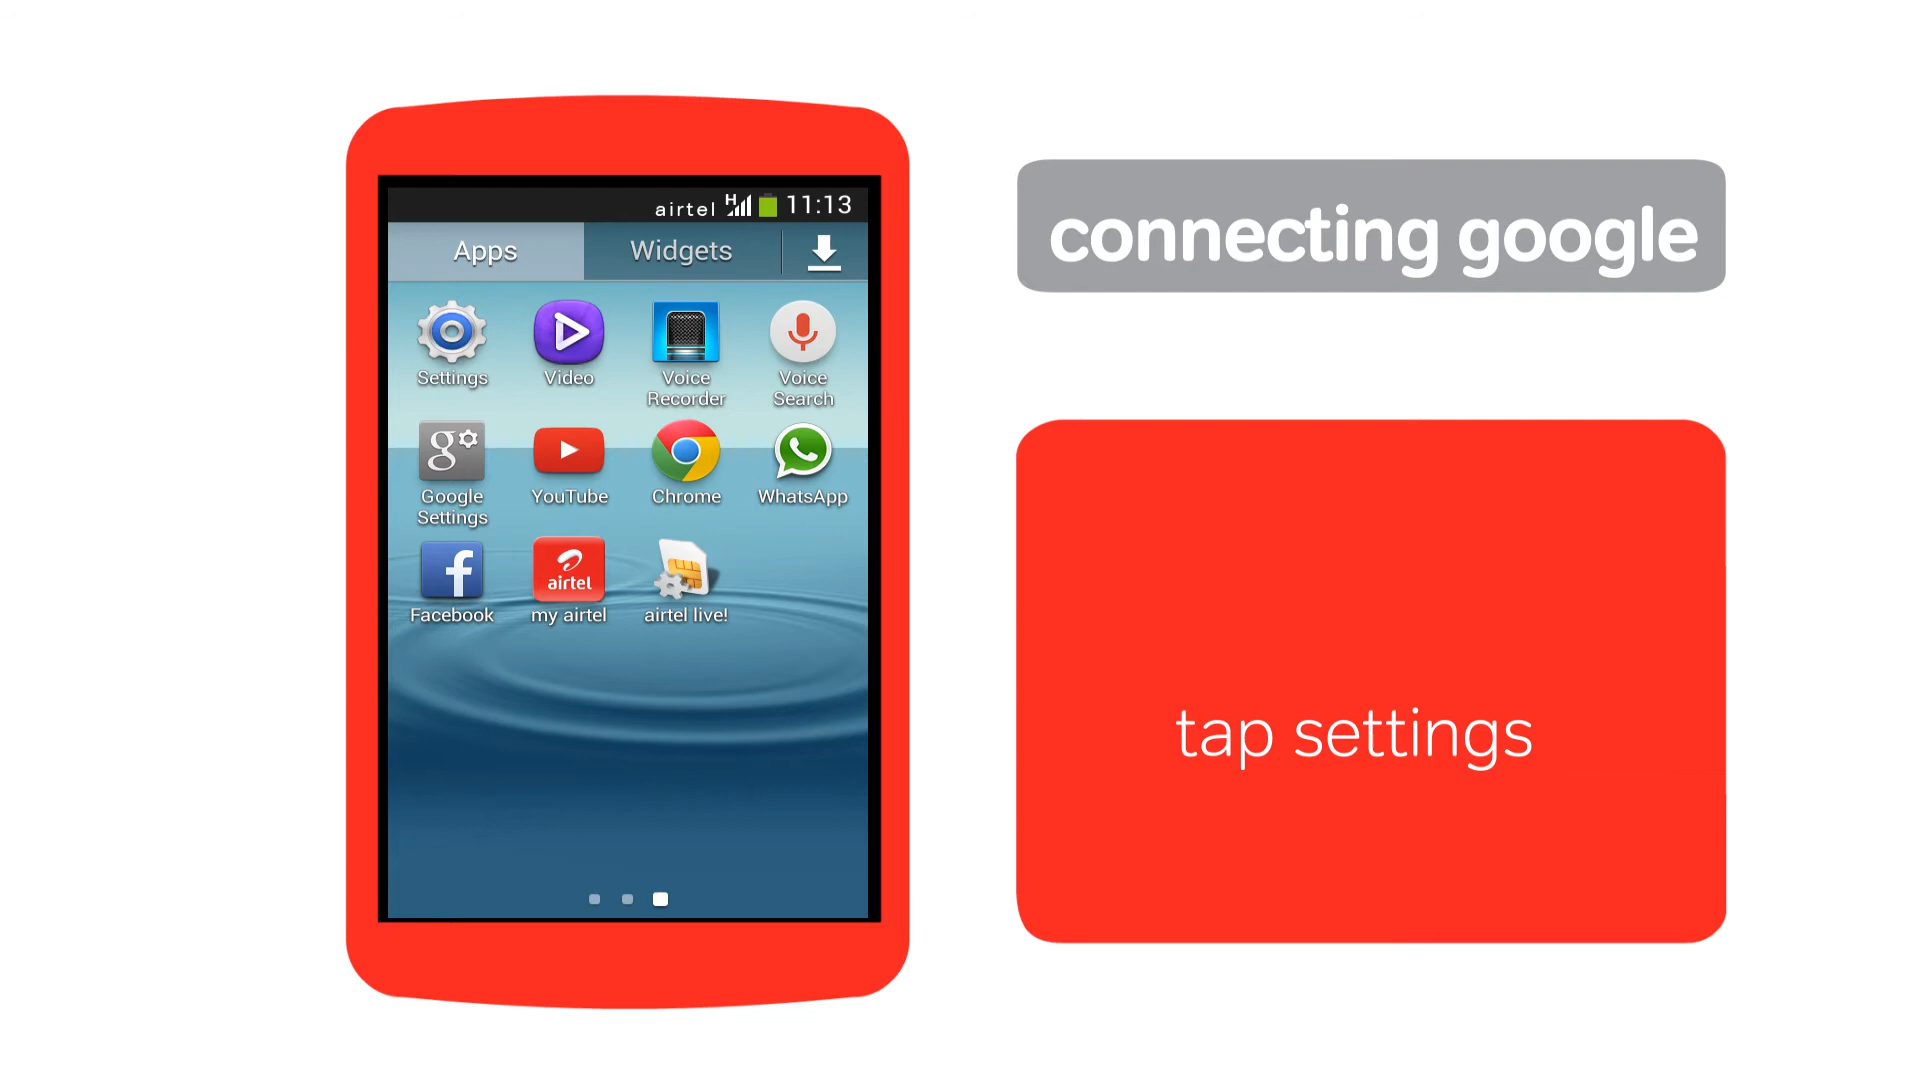 airtel H 11:13
Apps Widgets
Settings Video Voice Recorder Voice Search
g
Google Settings YouTube Chrome WhatsApp
f airtel
Facebook my airtel airtel live!
connecting google
tap settings